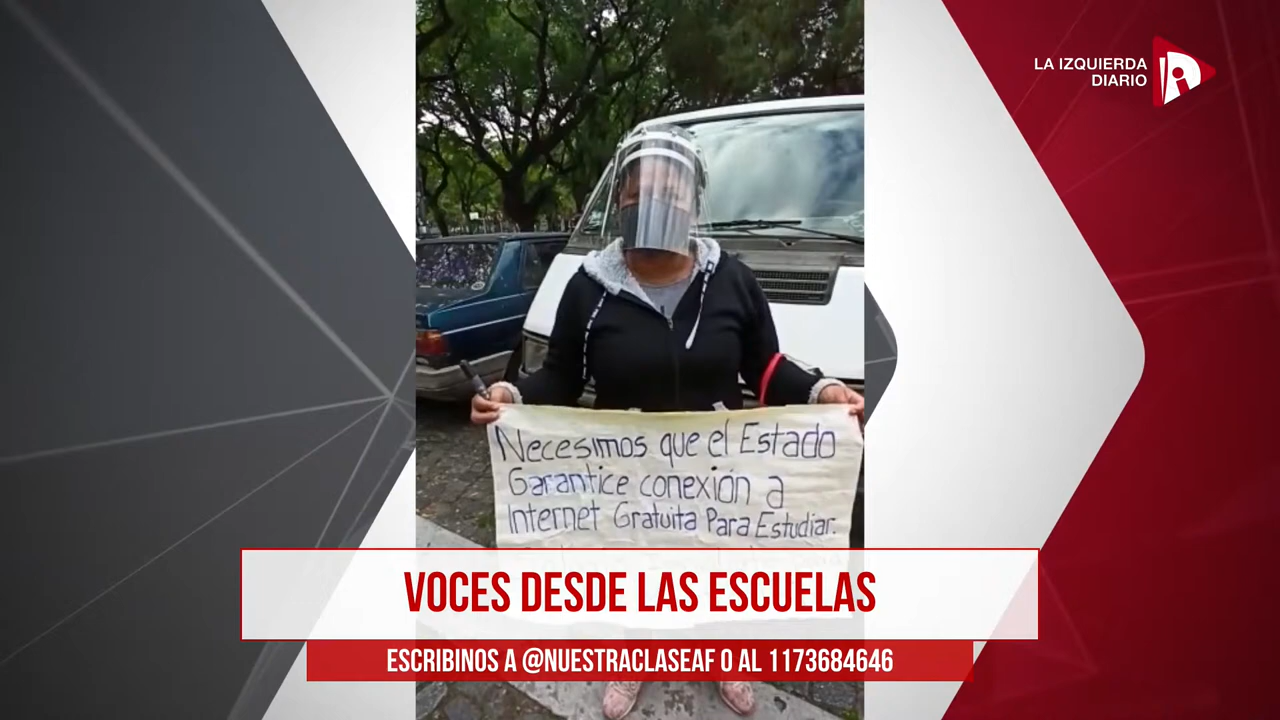 LA IZQUIERDA
DIARIO
Necesimos que el Estado
Garantice conexión a
Internet Gratuita Para Estudiar.
VOCES DESDE LAS ESCUELAS
ESCRIBINOS A @NUESTRACLASEAF O AL 1173684646